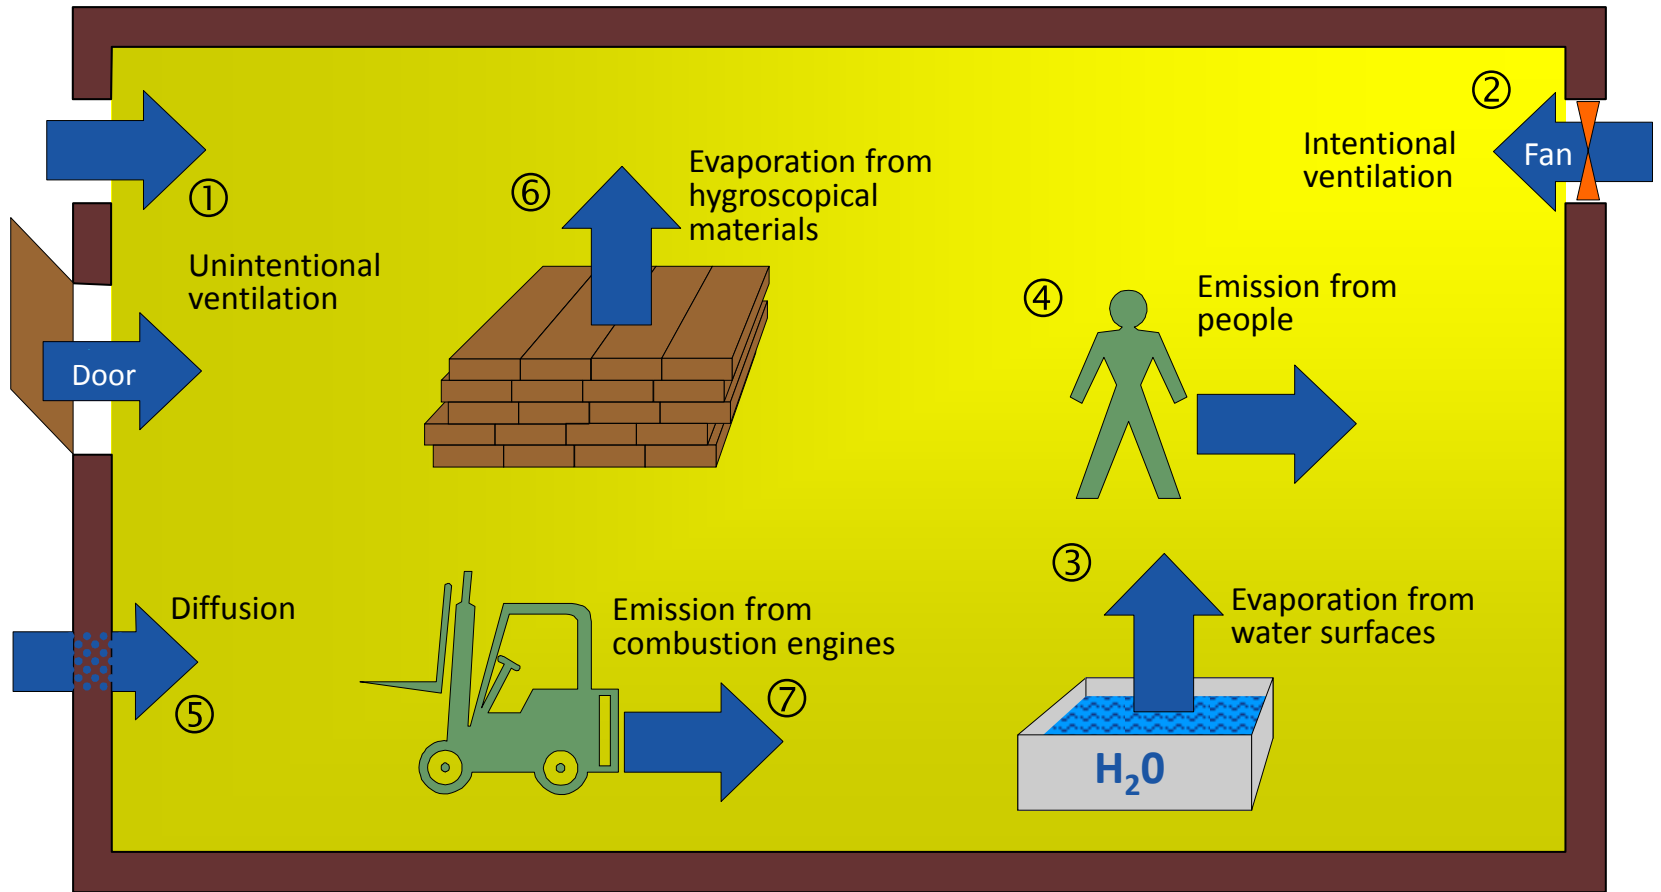 ①
Unintentional
ventilation
Door
Diffusion
⑤
⑥
Evaporation from
hygroscopical
materials
Emission from
combustion engines
⑦
②
Intentional
ventilation
Fan
④
Emission from
people
③
Evaporation from
water surfaces
H₂0